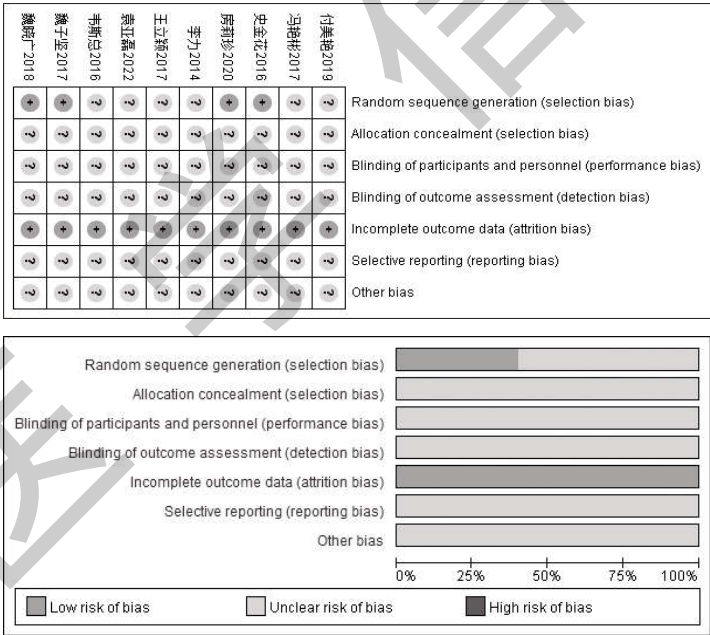 魏晓广2018
魏子坚2017
韦斯总2016
袁亚磊2022
王立颖2017
李力2014
房莉珍2020
史金花2016
冯艳彬2017
付美艳2019
+ + ? ? ? ? + + ? ? Random sequence generation (selection bias)
? ? ? ? ? ? ? ? ? ? Allocation concealment (selection bias)
? ? ? ? ? ? ? ? ? ? Blinding of participants and personnel (performance bias)
? ? ? ? ? ? ? ? ? ? Blinding of outcome assessment (detection bias)
+ + + + + + + + + + Incomplete outcome data (attrition bias)
? ? ? ? ? ? ? ? ? ? Selective reporting (reporting bias)
? ? ? ? ? ? ? ? ? ? Other bias
Random sequence generation (selection bias)
Allocation concealment (selection bias)
Blinding of participants and personnel (performance bias)
Blinding of outcome assessment (detection bias)
Incomplete outcome data (attrition bias)
Selective reporting (reporting bias)
Other bias
0% 25% 50% 75% 100%
Low risk of bias Unclear risk of bias High risk of bias
医学信